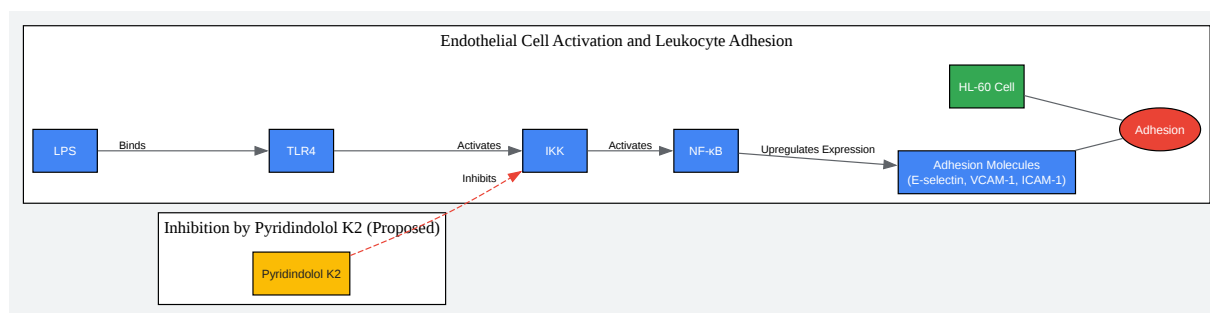 Endothelial Cell Activation and Leukocyte Adhesion
HL-60 Cell
Adhesion
LPS
Binds
TLR4
Activates
IKK
Activates
NF-κB
Upregulates Expression
Adhesion Molecules
(E-selectin, VCAM-1, ICAM-1)
Inhibits
Inhibition by Pyridindolol K2 (Proposed)
Pyridindolol K2